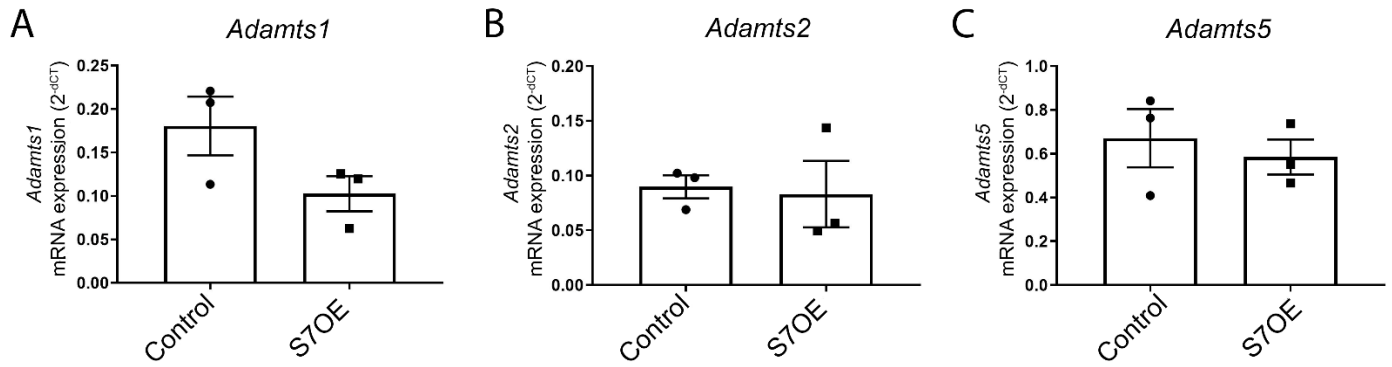 A
Adamts1
Adamts1
mRNA expression (2-dCT)
0.25
0.20
0.15
0.10
0.05
0.00
Control
S7OE
B
Adamts2
Adamts2
mRNA expression (2-dCT)
0.20
0.15
0.10
0.05
0.00
Control
S7OE
C
Adamts5
Adamts5
mRNA expression (2-dCT)
1.0
0.8
0.6
0.4
0.2
0.0
Control
S7OE